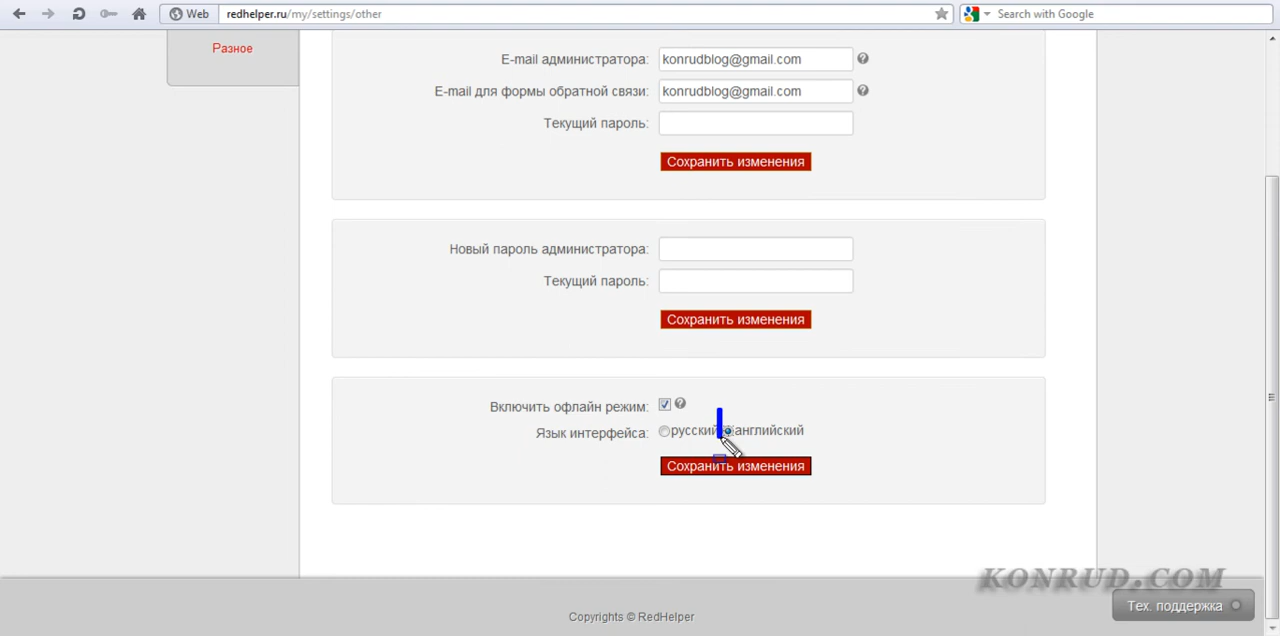 Web
redhelper.ru/my/settings/other
Search with Google
Разное
E-mail администратора: konrudblog@gmail.com
E-mail для формы обратной связи: konrudblog@gmail.com
Текущий пароль:
Сохранить изменения
Новый пароль администратора:
Текущий пароль:
Сохранить изменения
Включить офлайн режим:
Язык интерфейса: русский английский
Сохранить изменения
KONRUD.COM
Тех. поддержка
Copyrights © RedHelper